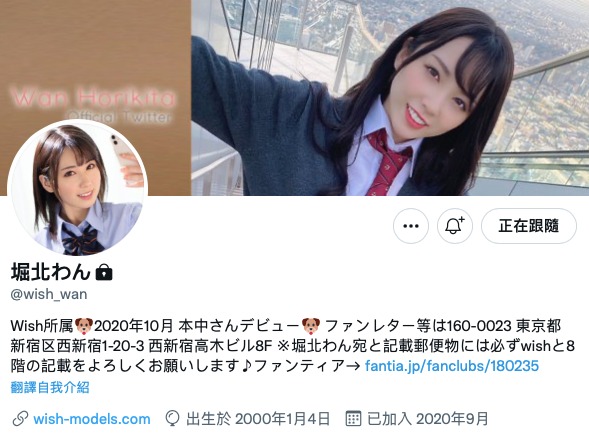 Wan Horikita
Official Twitter
正在跟隨
堀北わん
@wish_wan
Wish所属🐶2020年10月 本中さんデビュー🐶 ファンレター等は160-0023 東京都
新宿区西新宿1-20-3 西新宿高木ビル8F ※堀北わん宛と記載郵便物には必ずwishと8
階の記載をよろしくお願いします♪ファンティア→ fantia.jp/fanclubs/180235
翻譯自我介紹
wish-models.com 出生於 2000年1月4日 已加入 2020年9月